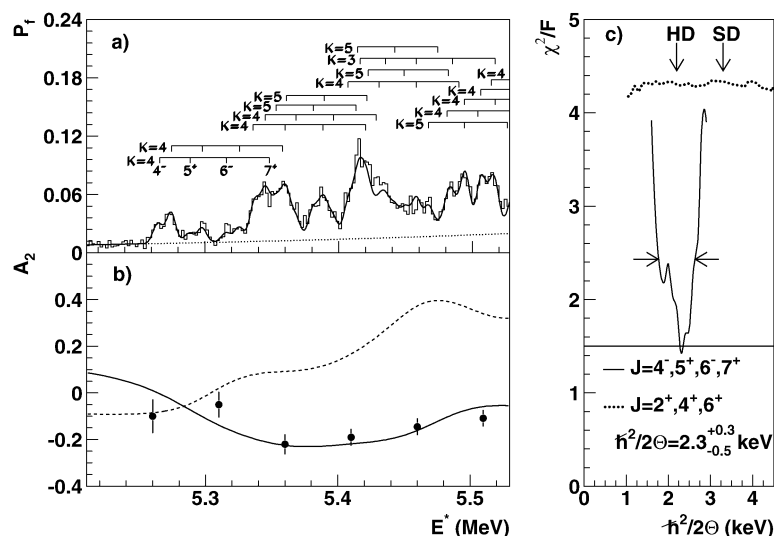 P_f
0.24
0.18
0.12
0.06
0
a)
K=5
K=3
K=5
K=4
K=4
K=5
K=4
K=5
K=4
K=4
K=4
K=4
K=5
K=4
K=4
4⁻ 5⁺ 6⁻ 7⁺
A₂
0.4
0.2
0
-0.2
-0.4
b)
5.3 5.4 5.5
E* (MeV)
χ²/F
5
4
3
2
1
0
c)
HD SD
J=4⁻,5⁺,6⁻,7⁺
J=2⁺,4⁺,6⁺
ℏ²/2Θ=2.3 +0.3 -0.5 keV
0 1 2 3 4
ℏ²/2Θ (keV)